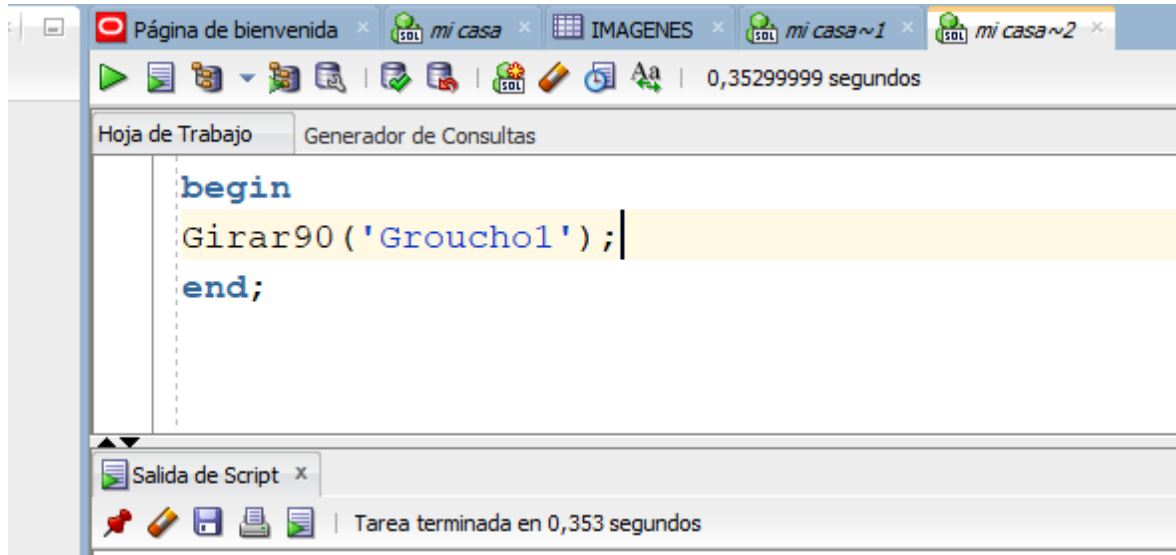 Página de bienvenida mi casa IMAGENES mi casa~1 mi casa~2
0,35299999 segundos
Hoja de Trabajo Generador de Consultas
begin
Girar90('Groucho1');
end;
Salida de Script
Tarea terminada en 0,353 segundos